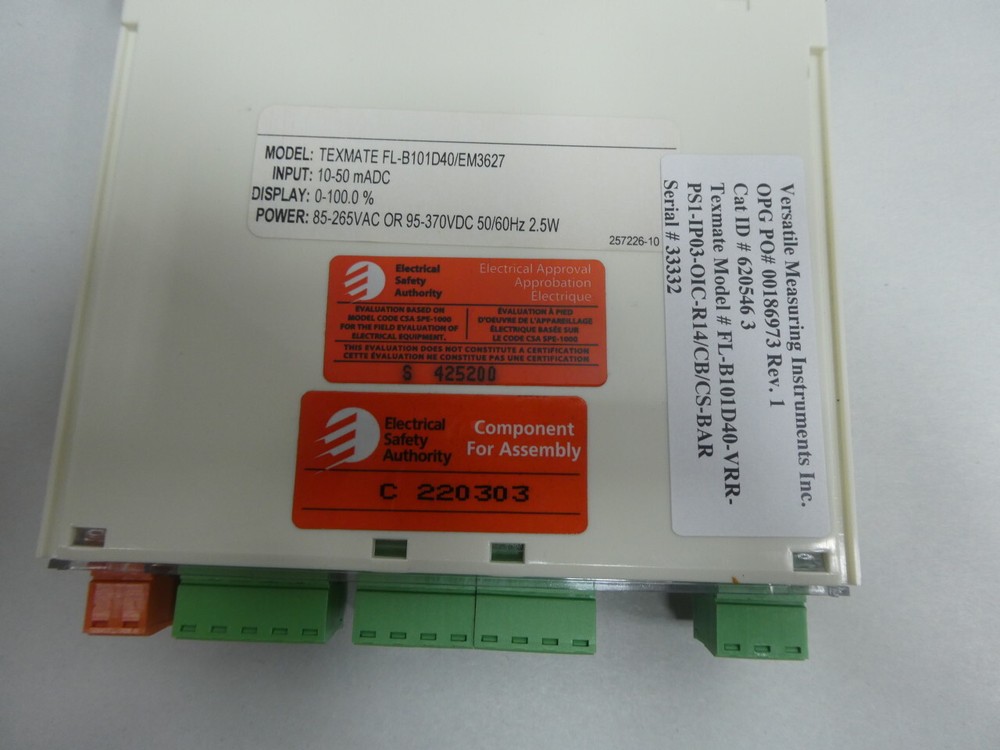 MODEL: TEXMATE FL-B101D40/EM3627
INPUT: 10-50 mADC
DISPLAY: 0-100.0 %
POWER: 85-265VAC OR 95-370VDC 50/60Hz 2.5W
257226-10
Electrical
Safety
Authority
Electrical Approval
Approbation
Electrique
EVALUATION BASED ON
MODEL CODE CSA SPE-1000
FOR THE FIELD EVALUATION OF
ELECTRICAL EQUIPMENT.
ÉVALUATION À PIED
D'OEUVRE DE L'APPAREILLAGE
ÉLECTRIQUE BASÉE SUR
LE CODE CSA SPE-1000
THIS EVALUATION DOES NOT CONSTITUTE A CERTIFICATION
CETTE ÉVALUATION NE CONSTITUE PAS UNE CERTIFICATION
S 425200
Electrical
Safety
Authority
Component
For Assembly
C 220303
Versatile Measuring Instruments Inc.
OPG PO# 00186973 Rev. 1
Cat ID # 620546 3
Texmate Model # FL-B101D40-VRR-
PS1-IP03-OIC-R14/CB/CS-BAR
Serial # 33332